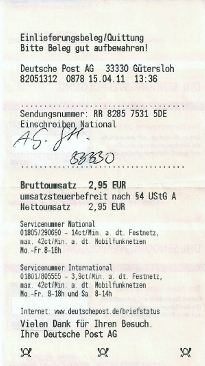 Einlieferungsbeleg/Quittung
Bitte Beleg gut aufbewahren!
Deutsche Post AG 33330 Gütersloh
82051312 0878 15.04.11 13:36
Sendungsnummer: RR 8285 7531 5DE
Einschreiben National
33330
Bruttoumsatz 2,95 EUR
umsatzsteuerbefreit nach §4 UStG A
Nettoumsatz 2,95 EUR
Servicenummer National
01805/290690 - 14ct/Min. a. dt. Festnetz,
max. 42ct/Min. dt Mobilfunknetzen
Mo.-Fr 8-18h
Servicenummer International
01801/805555 - 3,9ct/Min. a. dt. Festnetz,
max. 42ct/Min a. dt. Mobilfunknetzen
Mo.-Fr. 8-18h und Sa. 8-14h
Internet: www.deutschepost.de/briefstatus
Vielen Dank für Ihren Besuch.
Ihre Deutsche Post AG